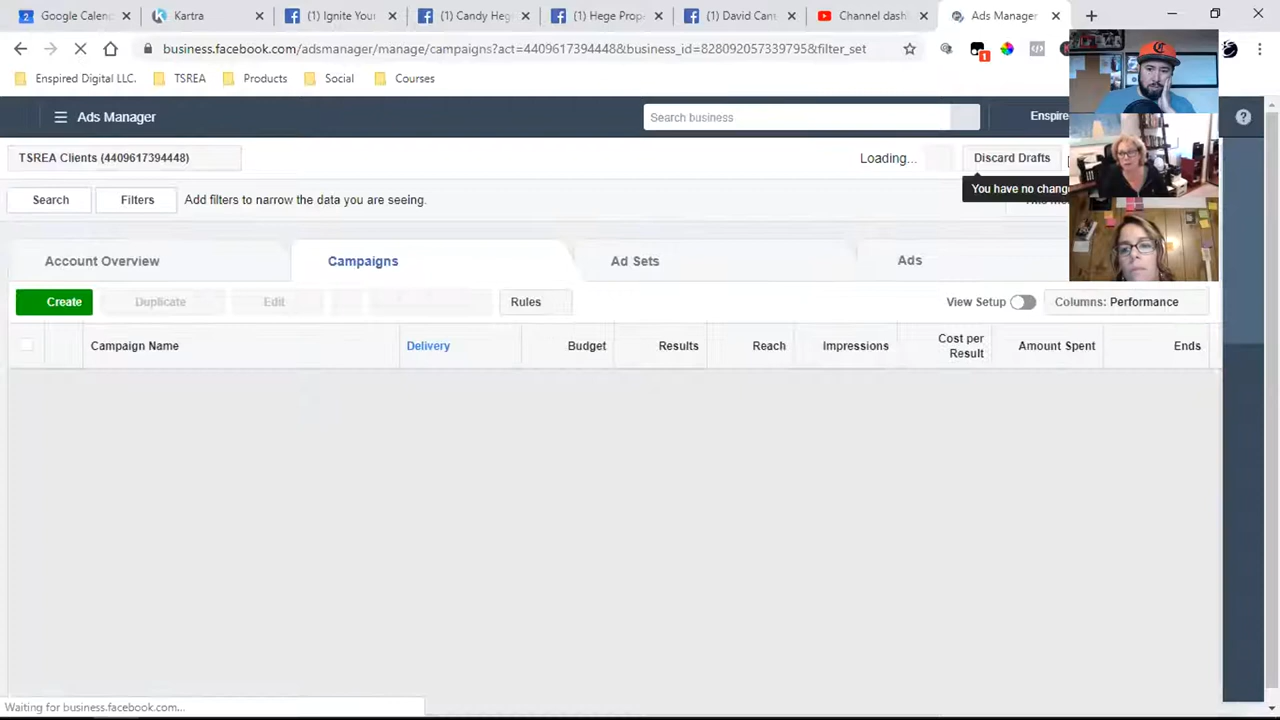 Google Calend
Kartra
(1) Ignite You
(1) Candy Heg
(1) Hege Prop
(1) David Can
Channel dash
Ads Manager
business.facebook.com/adsmanager/
e/campaigns?act=4409617394448&business_id=828092057339795
filter_set
Enspired Digital LLC.
TSREA
Products
Social
Courses
Ads Manager
Search business
Enspire
TSREA Clients (4409617394448)
Loading...
Discard Drafts
You have no chang
Search
Filters
Add filters to narrow the data you are seeing.
Account Overview
Campaigns
Ad Sets
Ads
Create
Duplicate
Edit
Rules
View Setup
Columns: Performance
Campaign Name
Delivery
Budget
Results
Reach
Impressions
Cost per
Result
Amount Spent
Ends
Waiting for business.facebook.com...